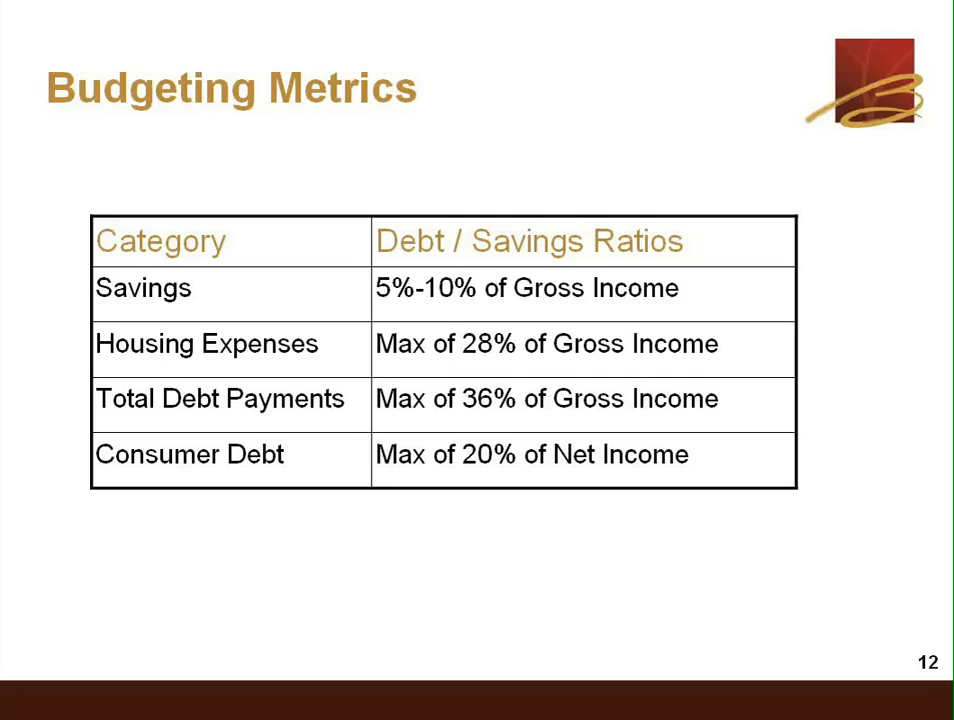 Budgeting Metrics
Category Debt / Savings Ratios
Savings 5%-10% of Gross Income
Housing Expenses Max of 28% of Gross Income
Total Debt Payments Max of 36% of Gross Income
Consumer Debt Max of 20% of Net Income
12